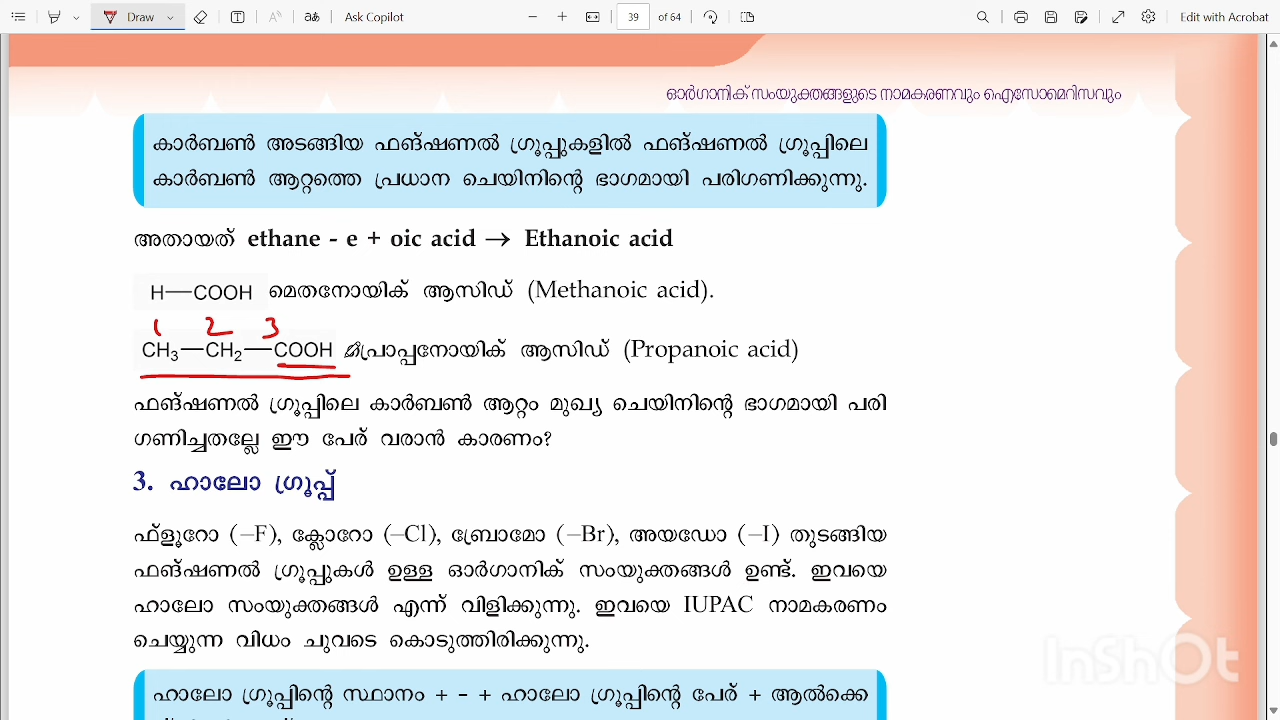 Draw
Ask Copilot
39
of 64
Edit with Acrobat
ഓർഗാനിക് സംയുക്തങ്ങളുടെ നാമകരണവും ഐസോമെറിസവും
കാർബൺ അടങ്ങിയ ഫങ്ഷണൽ ഗ്രൂപ്പുകളിൽ ഫങ്ഷണൽ ഗ്രൂപ്പിലെ
കാർബൺ ആറ്റത്തെ പ്രധാന ചെയിനിന്റെ ഭാഗമായി പരിഗണിക്കുന്നു.
അതായത് ethane - e + oic acid → Ethanoic acid
H—COOH മെതനോയിക് ആസിഡ് (Methanoic acid).
1 2 3
CH₃—CH₂—COOH പ്രാപ്പനോയിക് ആസിഡ് (Propanoic acid)
ഫങ്ഷണൽ ഗ്രൂപ്പിലെ കാർബൺ ആറ്റം മുഖ്യ ചെയിനിന്റെ ഭാഗമായി പരി
ഗണിച്ചതല്ലേ ഈ പേര് വരാൻ കാരണം?
3. ഹാലോ ഗ്രൂപ്പ്
ഫ്ളൂറോ (–F), ക്ലോറോ (–Cl), ബ്രോമോ (–Br), അയഡോ (–I) തുടങ്ങിയ
ഫങ്ഷണൽ ഗ്രൂപ്പുകൾ ഉള്ള ഓർഗാനിക് സംയുക്തങ്ങൾ ഉണ്ട്. ഇവയെ
ഹാലോ സംയുക്തങ്ങൾ എന്ന് വിളിക്കുന്നു. ഇവയെ IUPAC നാമകരണം
ചെയ്യുന്ന വിധം ചുവടെ കൊടുത്തിരിക്കുന്നു.
ഹാലോ ഗ്രൂപ്പിന്റെ സ്ഥാനം + - + ഹാലോ ഗ്രൂപ്പിന്റെ പേര് + ആൽക്കെ
InShOt